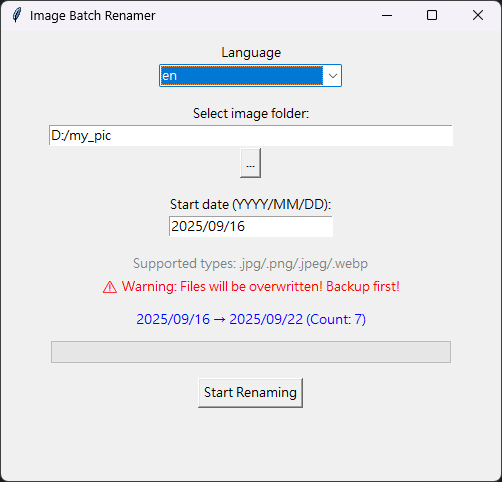 Image Batch Renamer
Language
en
Select image folder:
D:/my_pic
...
Start date (YYYY/MM/DD):
2025/09/16
Supported types: .jpg/.png/.jpeg/.webp
⚠ Warning: Files will be overwritten! Backup first!
2025/09/16 → 2025/09/22 (Count: 7)
Start Renaming